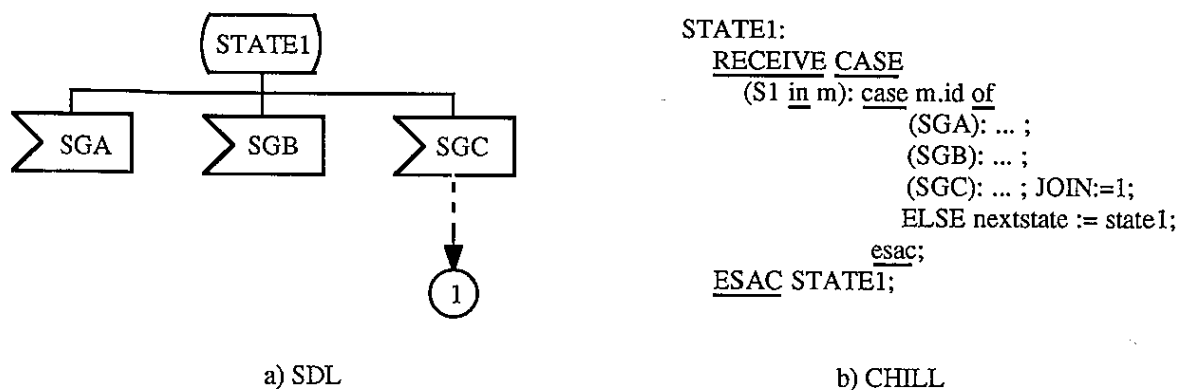 STATE1
SGA
SGB
SGC
1
a) SDL
STATE1:
RECEIVE CASE
(S1 in m): case m.id of
(SGA): ... ;
(SGB): ... ;
(SGC): ... ; JOIN:=1;
ELSE nextstate := state1;
esac;
ESAC STATE1;
b) CHILL